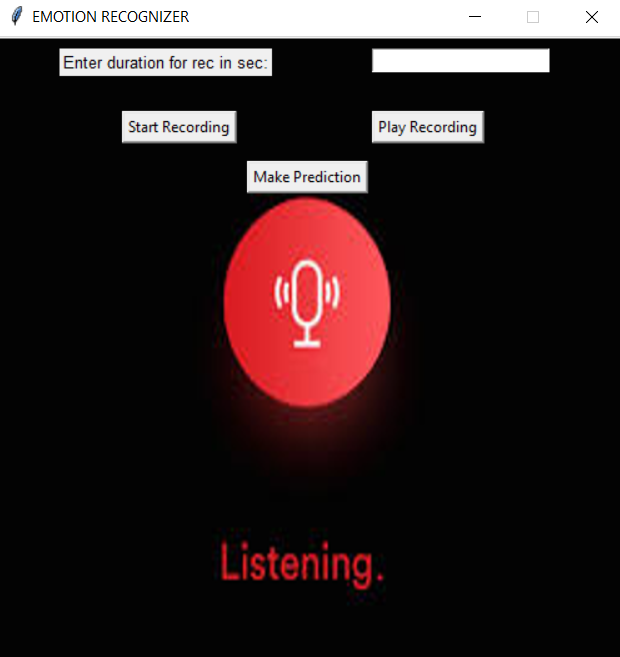 EMOTION RECOGNIZER
Enter duration for rec in sec:
Start Recording
Play Recording
Make Prediction
Listening.